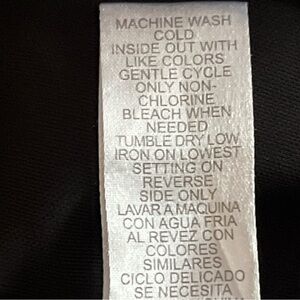 MACHINE WASH
COLD
INSIDE OUT WITH
LIKE COLORS
GENTLE CYCLE
ONLY NON-
CHLORINE
BLEACH WHEN
NEEDED
TUMBLE DRY LOW
IRON ON LOWEST
SETTING ON
REVERSE
SIDE ONLY
LAVAR A MAQUINA
CON AGUA FRIA
AL REVEZ CON
COLORES
SIMILARES
CICLO DELICADO
SE NECESITA